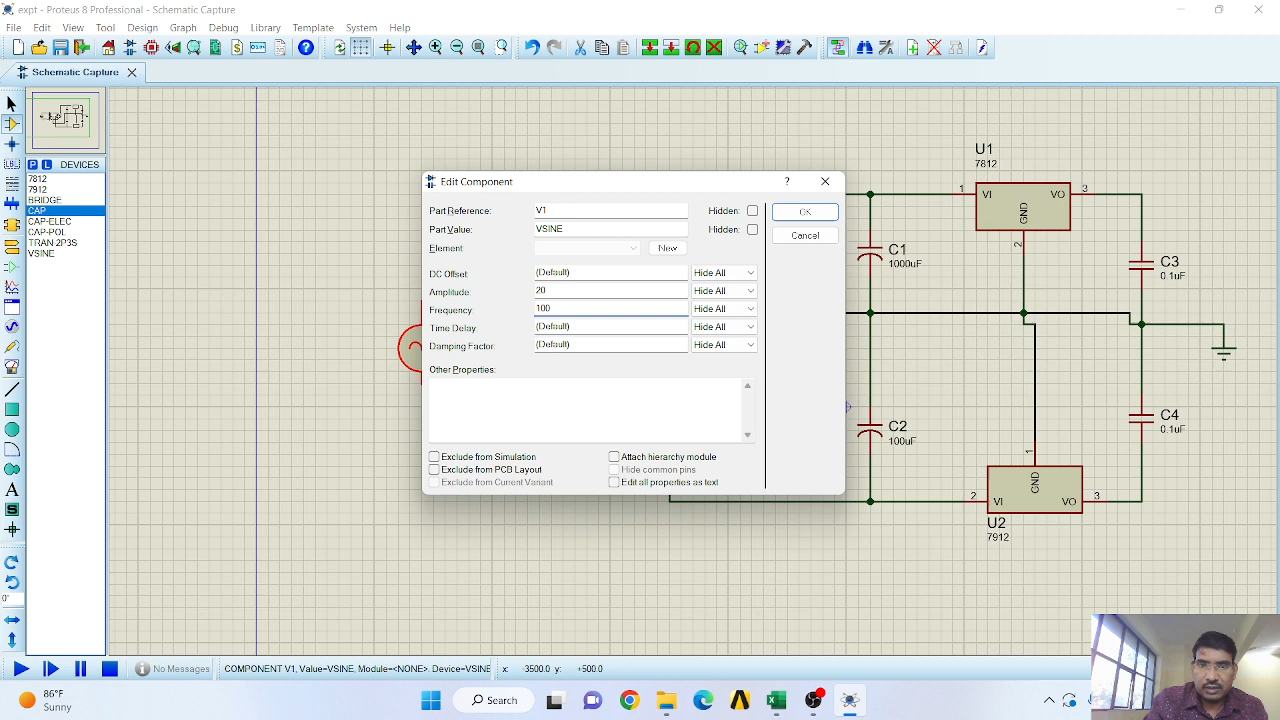 expt - Proteus 8 Professional - Schematic Capture
File Edit View Tool Design Graph Debug Library Template System Help
Schematic Capture
P L DEVICES
7812
7912
BRIDGE
CAP
CAP-ELEC
CAP-POL
TRAN 2P3S
VSINE
Edit Component
Part Reference: V1 Hidden:
Part Value: VSINE Hidden:
Element New
DC Offset: (Default) Hide All
Amplitude: 20 Hide All
Frequency: 100 Hide All
Time Delay: (Default) Hide All
Damping Factor: (Default) Hide All
Other Properties:
Exclude from Simulation Attach hierarchy module
Exclude from PCB Layout Hide common pins
Exclude from Current Variant Edit all properties as text
OK
Cancel
U1
7812
1 VI VO 3
GND
2
C1
1000uF
C3
0.1uF
C2
100uF
C4
0.1uF
1
GND
2 VI VO 3
U2
7912
No Messages COMPONENT V1, Value=VSINE, Module=<NONE>, Device=VSINE x: -3500.0 y: +500.0
86°F
Sunny
Search